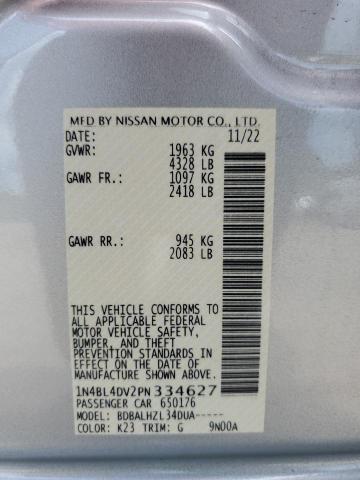 MFD BY NISSAN MOTOR CO., LTD.
DATE: 11/22
GVWR: 1963 KG
4328 LB
GAWR FR.: 1097 KG
2418 LB
GAWR RR.: 945 KG
2083 LB
THIS VEHICLE CONFORMS TO
ALL APPLICABLE FEDERAL
MOTOR VEHICLE SAFETY,
BUMPER, AND THEFT
PREVENTION STANDARDS IN
EFFECT ON THE DATE OF
MANUFACTURE SHOWN ABOVE.
1N4BL4DV2PN334627
PASSENGER CAR 650176
MODEL: BDBALHZL34DUA-----
COLOR: K23 TRIM: G 9N00A